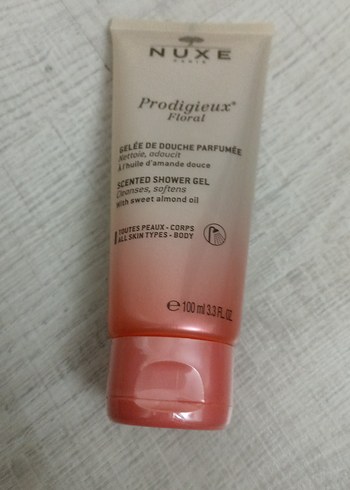 NUXE
PARIS
Prodigieux®
Floral
GELÉE DE DOUCHE PARFUMÉE
Nettoie, adoucit
À l'huile d'amande douce
SCENTED SHOWER GEL
Cleanses, softens
With sweet almond oil
TOUTES PEAUX - CORPS
ALL SKIN TYPES - BODY
℮ 100 ml 3.3 FL.OZ.